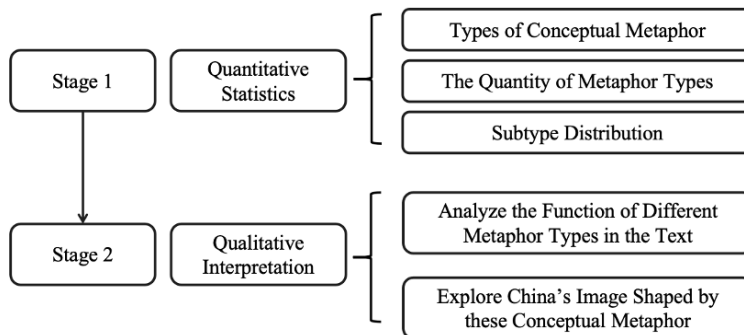 Stage 1
Quantitative
Statistics
Types of Conceptual Metaphor
The Quantity of Metaphor Types
Subtype Distribution
Stage 2
Qualitative
Interpretation
Analyze the Function of Different
Metaphor Types in the Text
Explore China’s Image Shaped by
these Conceptual Metaphor